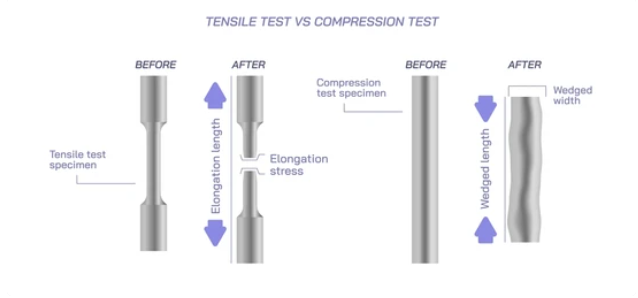 TENSILE TEST VS COMPRESSION TEST
BEFORE
AFTER
Tensile test
specimen
Elongation length
Elongation
stress
BEFORE
AFTER
Compression
test specimen
Wedged length
Wedged
width